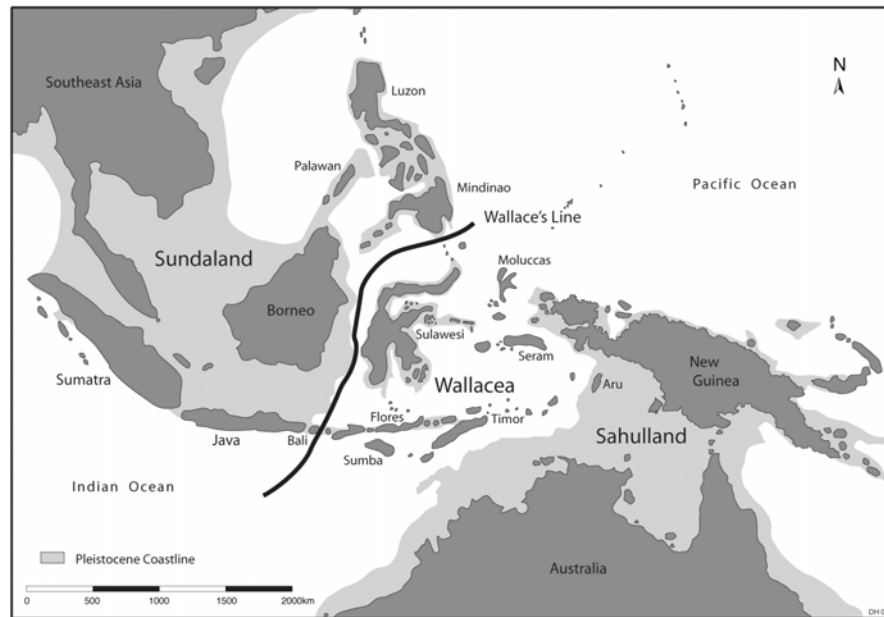 Southeast Asia
Luzon
N
Palawan
Mindinao
Pacific Ocean
Wallace's Line
Sundaland
Moluccas
Borneo
Sulawesi
Seram
New
Guinea
Sumatra
Wallacea
Aru
Flores
Timor
Java
Bali
Sahulland
Sumba
Indian Ocean
Pleistocene Coastline
Australia
0
500
1000
1500
2000km